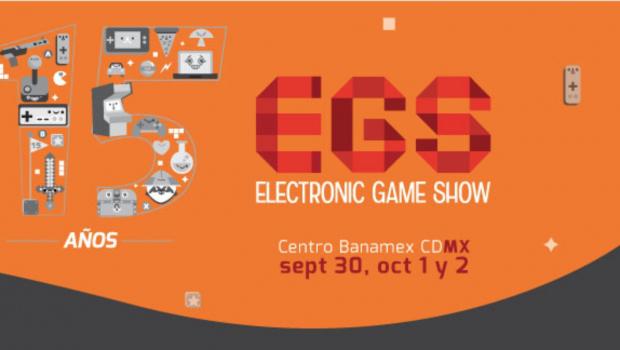 15
AÑOS
EGS
ELECTRONIC GAME SHOW
Centro Banamex CDMX
sept 30, oct 1 y 2